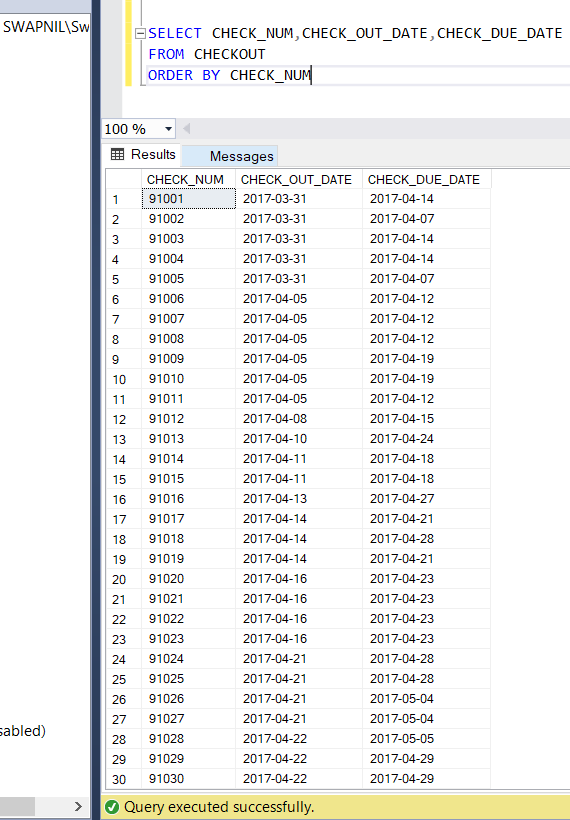 SWAPNIL\Sw
SELECT CHECK_NUM,CHECK_OUT_DATE,CHECK_DUE_DATE
FROM CHECKOUT
ORDER BY CHECK_NUM
100 %
Results Messages
CHECK_NUM CHECK_OUT_DATE CHECK_DUE_DATE
1 91001 2017-03-31 2017-04-14
2 91002 2017-03-31 2017-04-07
3 91003 2017-03-31 2017-04-14
4 91004 2017-03-31 2017-04-14
5 91005 2017-03-31 2017-04-07
6 91006 2017-04-05 2017-04-12
7 91007 2017-04-05 2017-04-12
8 91008 2017-04-05 2017-04-12
9 91009 2017-04-05 2017-04-19
10 91010 2017-04-05 2017-04-19
11 91011 2017-04-05 2017-04-12
12 91012 2017-04-08 2017-04-15
13 91013 2017-04-10 2017-04-24
14 91014 2017-04-11 2017-04-18
15 91015 2017-04-11 2017-04-18
16 91016 2017-04-13 2017-04-27
17 91017 2017-04-14 2017-04-21
18 91018 2017-04-14 2017-04-28
19 91019 2017-04-14 2017-04-21
20 91020 2017-04-16 2017-04-23
21 91021 2017-04-16 2017-04-23
22 91022 2017-04-16 2017-04-23
23 91023 2017-04-16 2017-04-23
24 91024 2017-04-21 2017-04-28
25 91025 2017-04-21 2017-04-28
26 91026 2017-04-21 2017-05-04
27 91027 2017-04-21 2017-05-04
sabled)
28 91028 2017-04-22 2017-05-05
29 91029 2017-04-22 2017-04-29
30 91030 2017-04-22 2017-04-29
Query executed successfully.